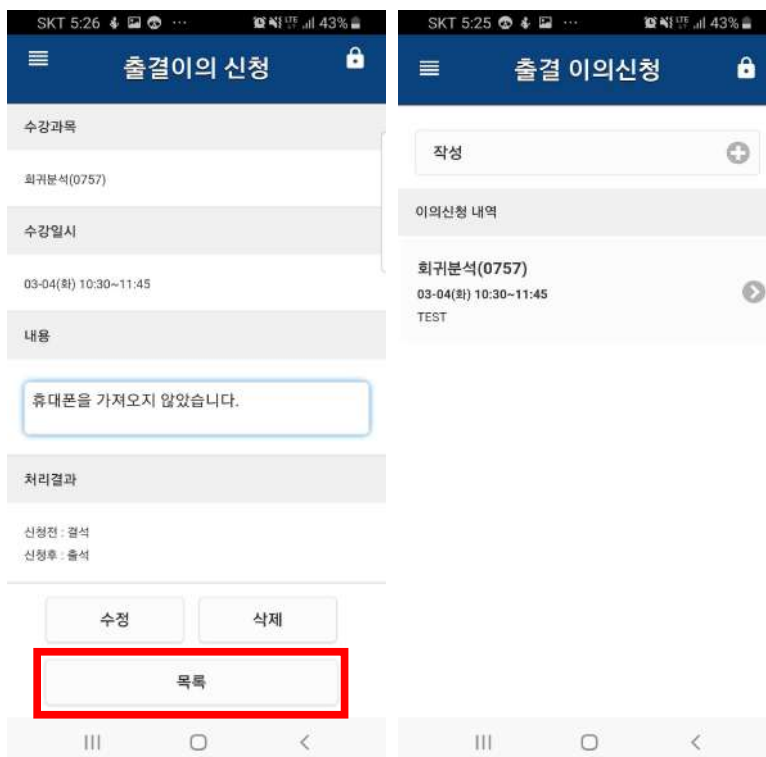 SKT 5:26 ··· 43%
출결이의 신청
수강과목
회귀분석(0757)
수강일시
03-04(화) 10:30~11:45
내용
휴대폰을 가져오지 않았습니다.
처리결과
신청전 : 결석
신청후 : 출석
수정 삭제
목록
SKT 5:25 ··· 43%
출결 이의신청
작성
이의신청 내역
회귀분석(0757)
03-04(화) 10:30~11:45
TEST